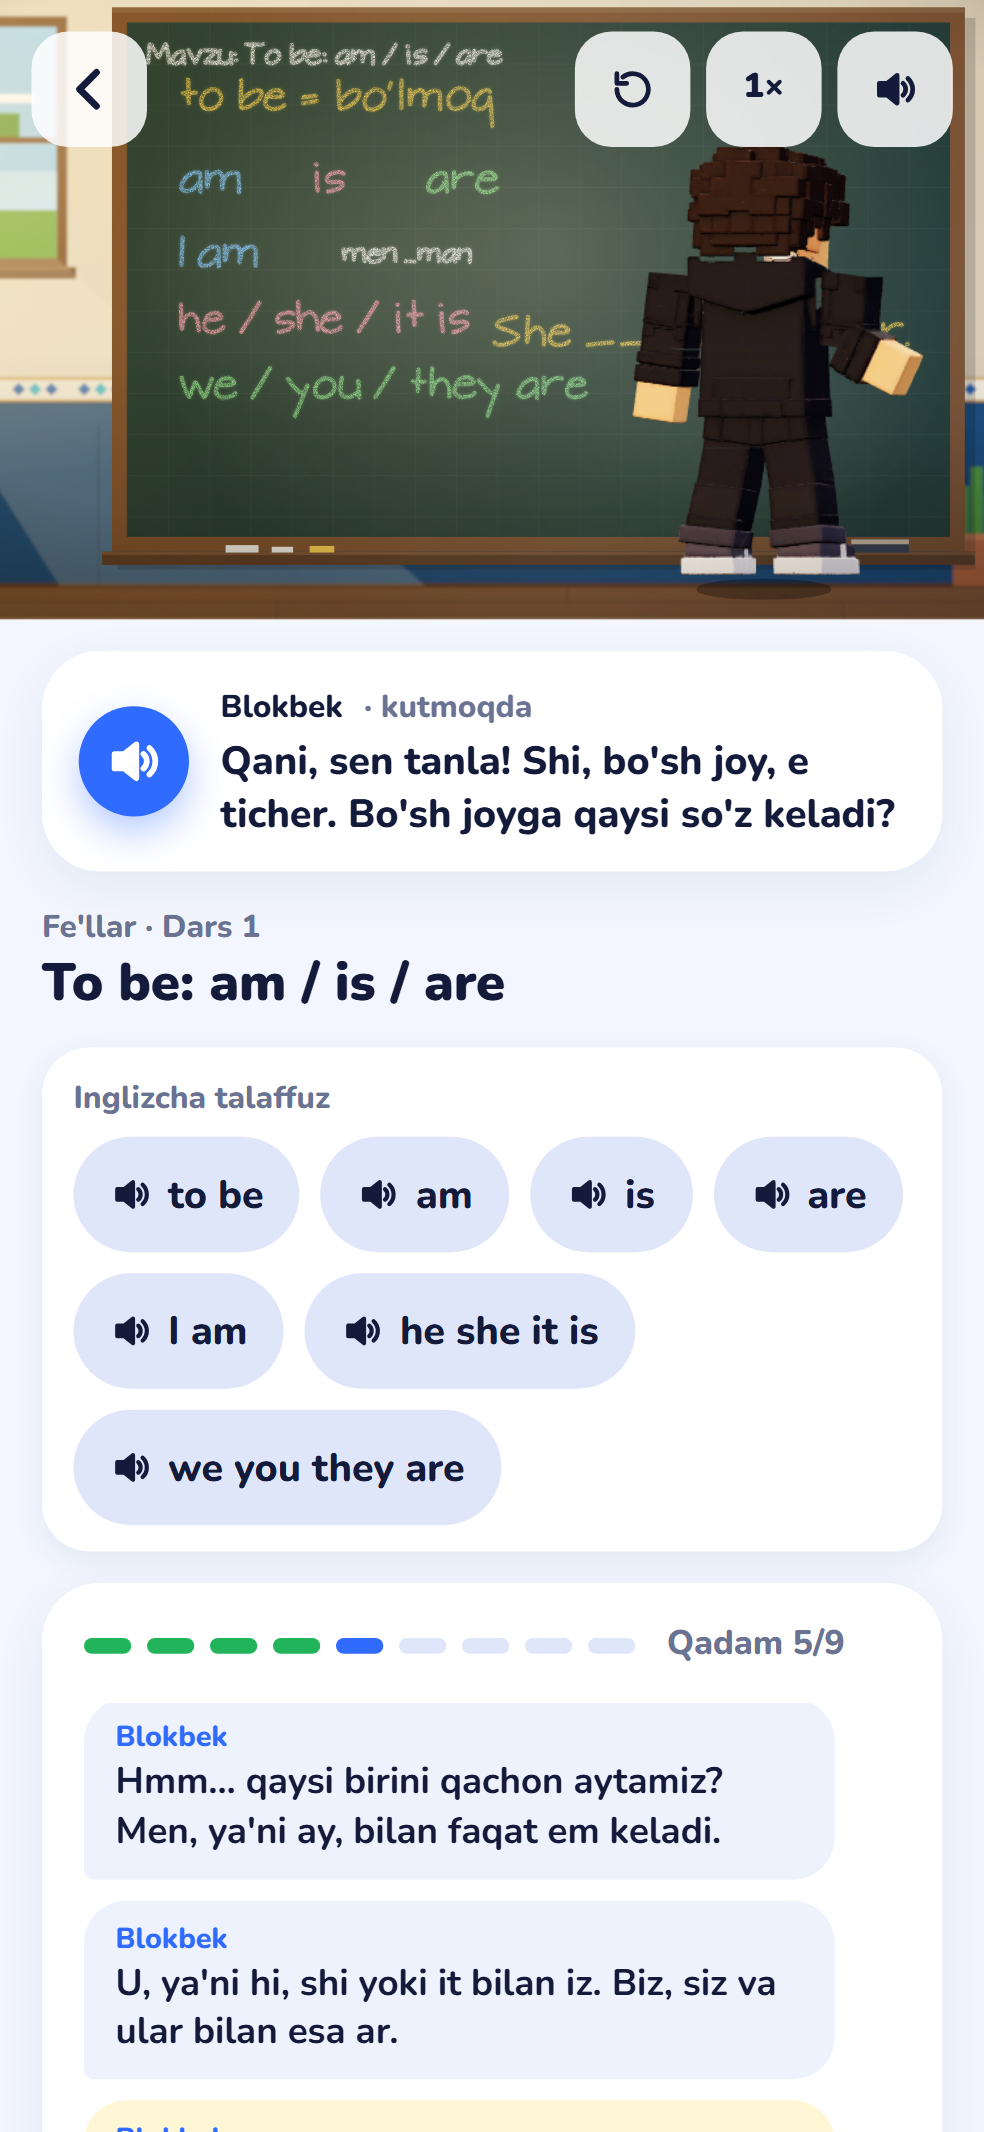 Mavzu: To be: am / is / are
to be = bo'lmoq
am is are
I am men ... man
he / she / it is
She __ r.
we / you / they are
1×
Blokbek · kutmoqda
Qani, sen tanla! Shi, bo'sh joy, e
ticher. Bo'sh joyga qaysi so'z keladi?
Fe'llar · Dars 1
To be: am / is / are
Inglizcha talaffuz
to be am is are
I am he she it is
we you they are
Qadam 5/9
Blokbek
Hmm... qaysi birini qachon aytamiz?
Men, ya'ni ay, bilan faqat em keladi.
Blokbek
U, ya'ni hi, shi yoki it bilan iz. Biz, siz va
ular bilan esa ar.